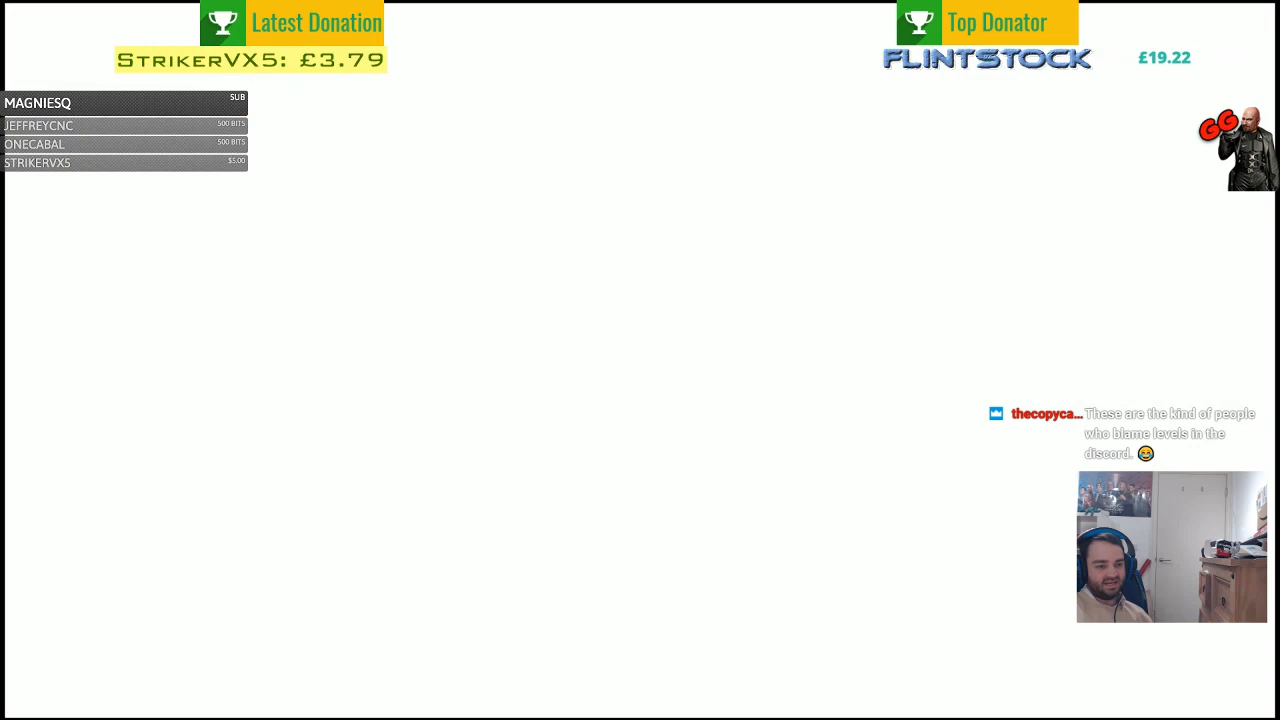 Latest Donation
StrikerVX5: £3.79
Top Donator
FLINTSTOCK
£19.22
MAGNIESQ SUB
JEFFREYCNC 500 BITS
ONECABAL 500 BITS
STRIKERVX5 $5.00
GG
thecopyca... These are the kind of people
who blame levels in the
discord. 😂